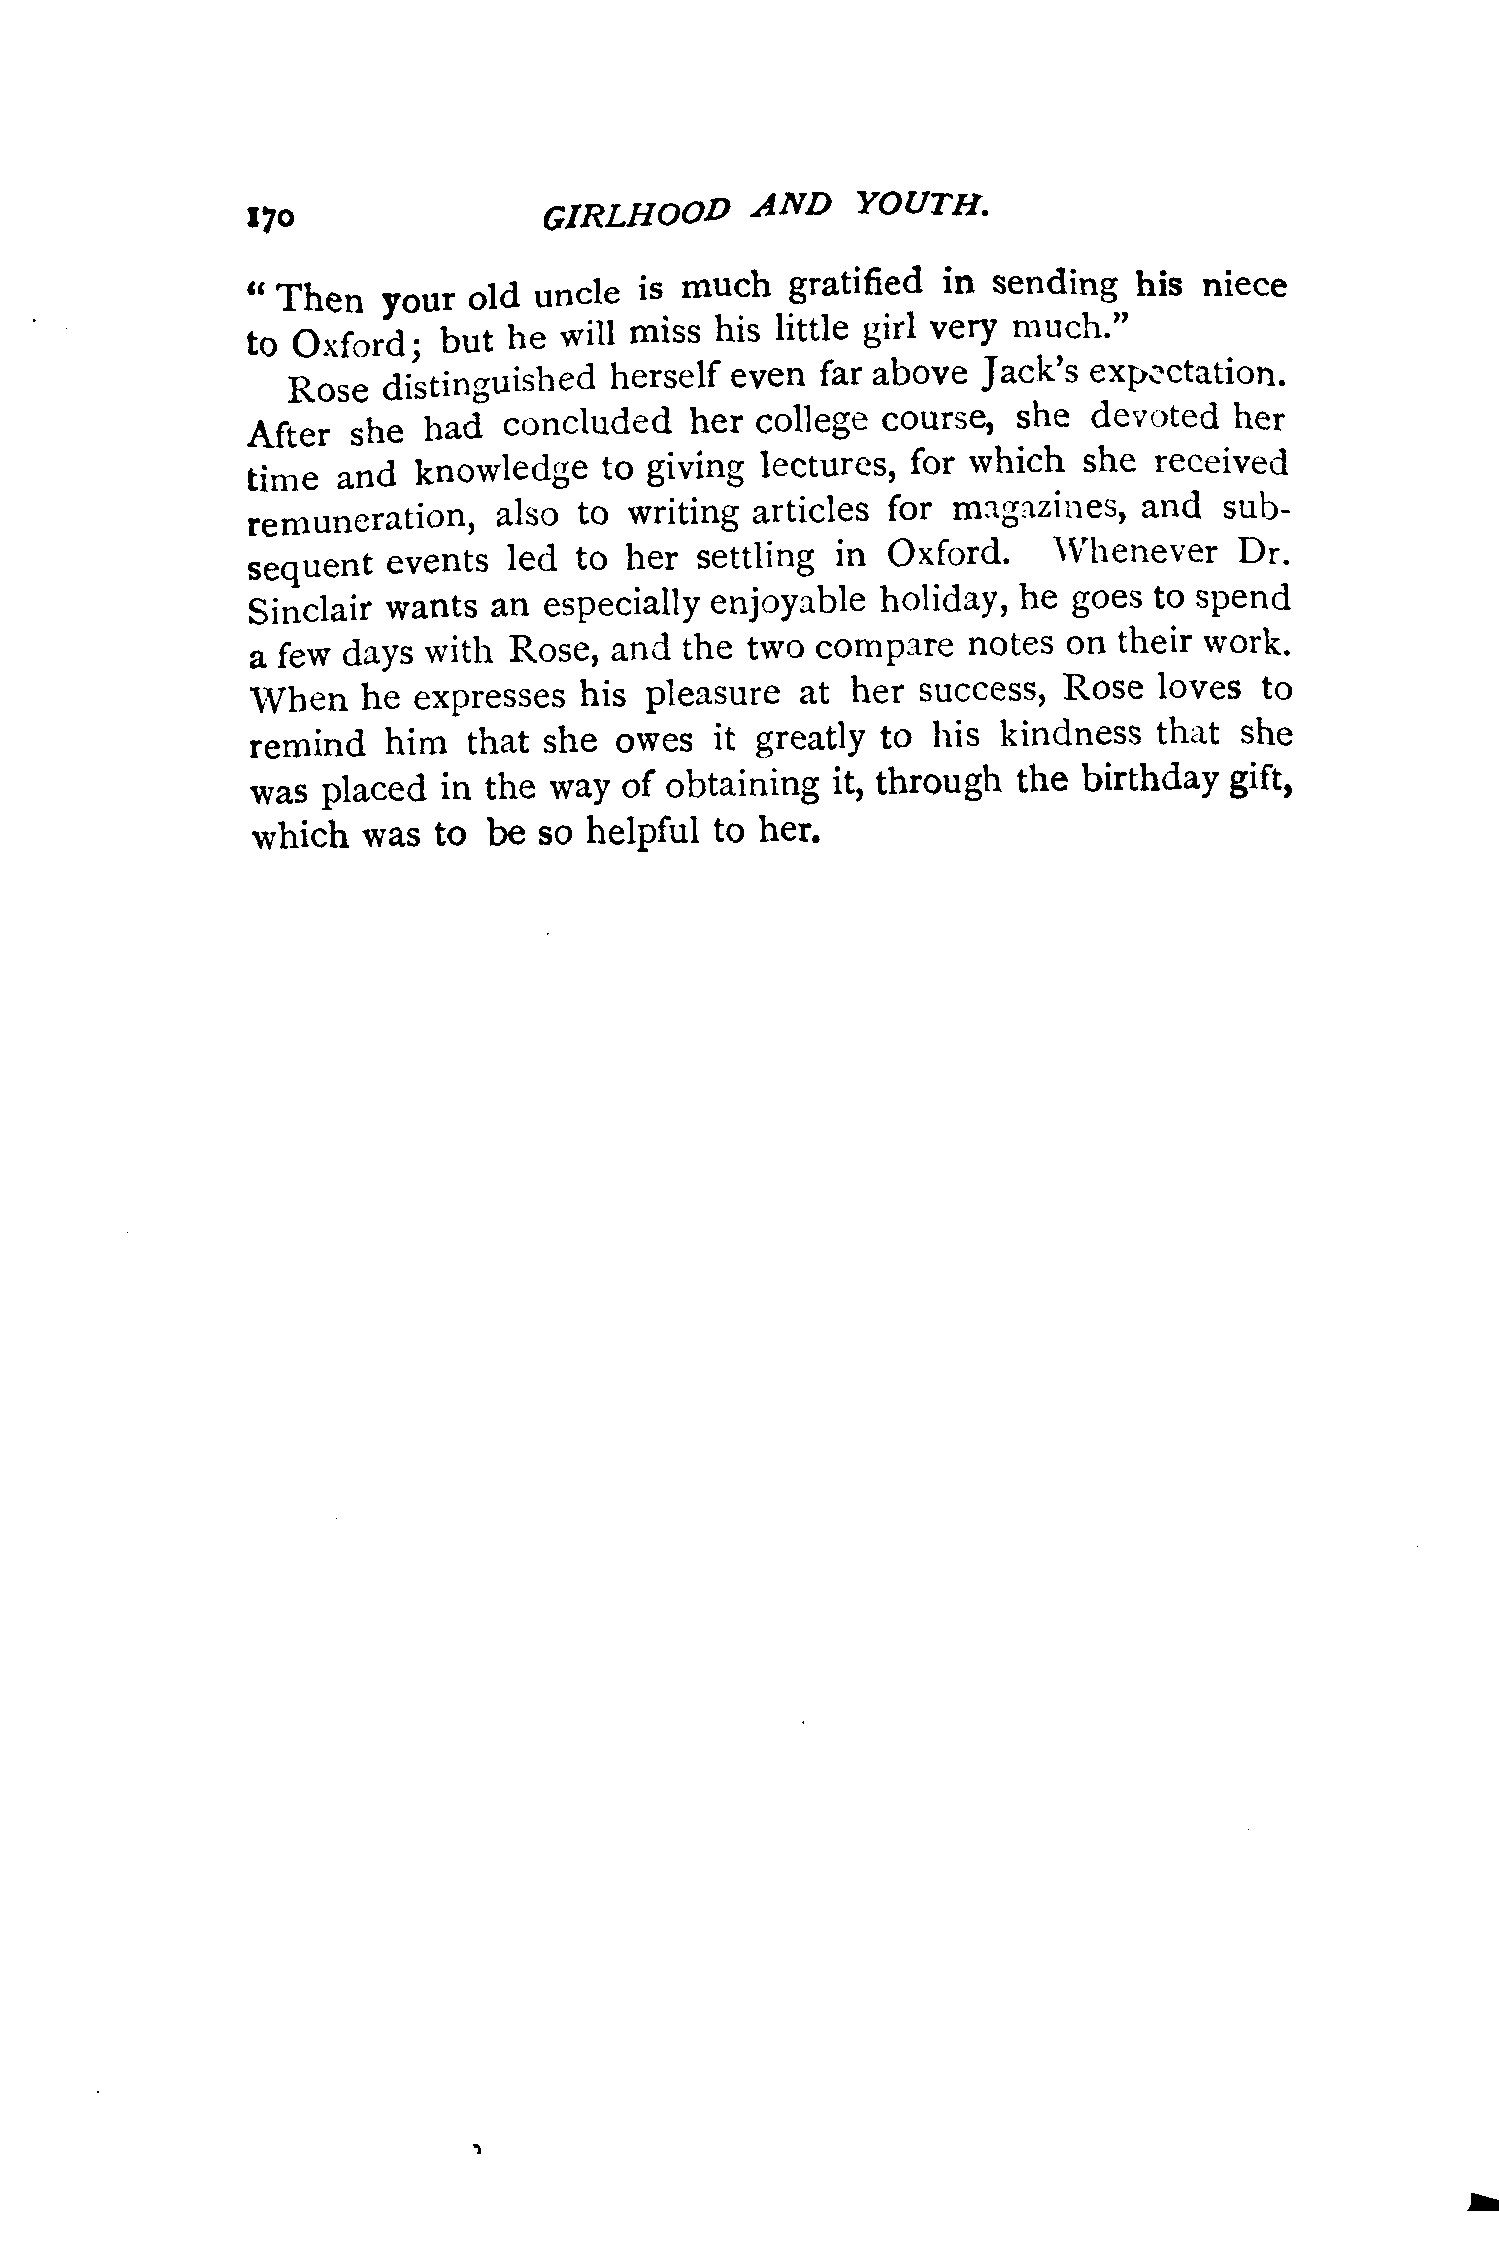 170 GIRLHOOD AND YOUTH.
“Then your old uncle is much gratified in sending his niece
to Oxford; but he will miss his little girl very much.”
Rose distinguished herself even far above Jack's expectation.
After she had concluded her college course, she devoted her
time and knowledge to giving lectures, for which she received
remuneration, also to writing articles for magazines, and sub-
sequent events led to her settling in Oxford. Whenever Dr.
Sinclair wants an especially enjoyable holiday, he goes to spend
a few days with Rose, and the two compare notes on their work.
When he expresses his pleasure at her success, Rose loves to
remind him that she owes it greatly to his kindness that she
was placed in the way of obtaining it, through the birthday gift,
which was to be so helpful to her.